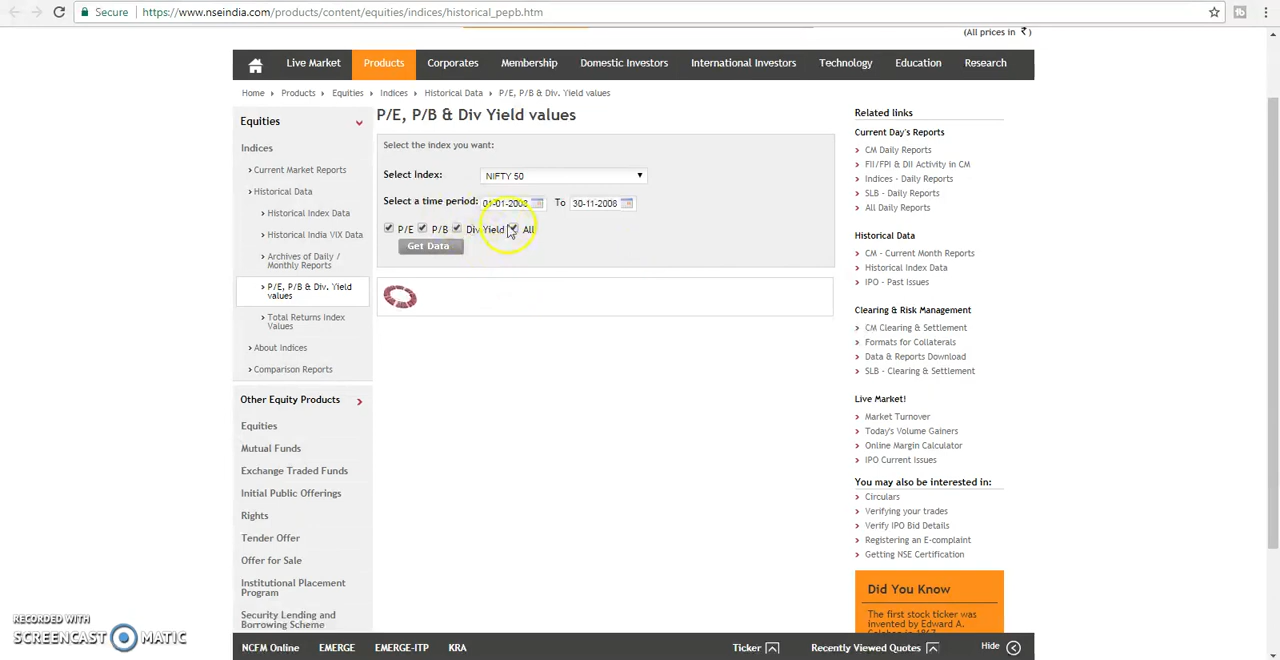 Secure
https://www.nseindia.com/products/content/equities/indices/historical_pepb.htm
(All prices in ₹ )
Live Market Products Corporates Membership Domestic Investors International Investors Technology Education Research
Home Products Equities Indices Historical Data P/E, P/B & Div. Yield values
Equities
Indices
Current Market Reports
Historical Data
Historical Index Data
Historical India VIX Data
Archives of Daily /
Monthly Reports
P/E, P/B & Div. Yield
values
Total Returns Index
Values
About Indices
Comparison Reports
Other Equity Products
Equities
Mutual Funds
Exchange Traded Funds
Initial Public Offerings
Rights
Tender Offer
Offer for Sale
Institutional Placement
Program
Security Lending and
Borrowing Scheme
P/E, P/B & Div Yield values
Select the index you want:
Select Index: NIFTY 50
Select a time period: 01-01-2008 To 30-11-2008
P/E P/B Div Yield All
Get Data
Related links
Current Day's Reports
CM Daily Reports
FII/FPI & DII Activity in CM
Indices - Daily Reports
SLB - Daily Reports
All Daily Reports
Historical Data
CM - Current Month Reports
Historical Index Data
IPO - Past Issues
Clearing & Risk Management
CM Clearing & Settlement
Formats for Collaterals
Data & Reports Download
SLB - Clearing & Settlement
Live Market!
Market Turnover
Today's Volume Gainers
Online Margin Calculator
IPO Current Issues
You may also be interested in:
Circulars
Verifying your trades
Verify IPO Bid Details
Registering an E-complaint
Getting NSE Certification
Did You Know
The first stock ticker was
invented by Edward A.
RECORDED WITH
SCREENCAST MATIC
NCFM Online EMERGE EMERGE-ITP KRA Ticker Recently Viewed Quotes Hide